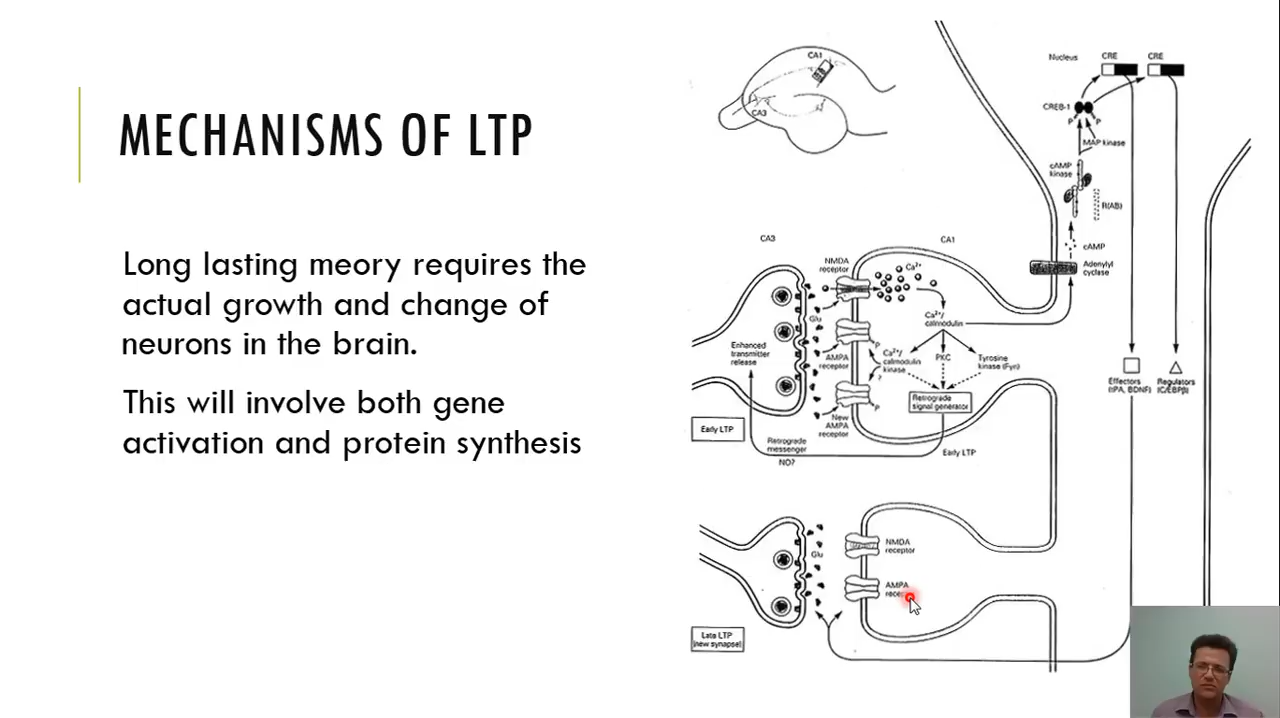 MECHANISMS OF LTP
Long lasting meory requires the
actual growth and change of
neurons in the brain.
This will involve both gene
activation and protein synthesis
CA1
CA3
Nucleus
CRE
CRE
CREB-1
P
P
MAP kinase
cAMP
kinase
R(AB)
cAMP
Adenylyl
cyclase
CA3
CA1
NMDA
receptor
Ca²⁺
Glu
Ca²⁺/
calmodulin
P
AMPA
receptor
Ca²⁺/
calmodulin
kinase
PKC
Tyrosine
kinase (Fyn)
?
Enhanced
transmitter
release
Retrograde
signal generator
P
New
AMPA
receptor
Early LTP
Retrograde
messenger
NO?
Early LTP
Effectors
(tPA, BDNF)
Regulators
(C/EBPβ)
Glu
NMDA
receptor
AMPA
Late LTP
(new synapse)